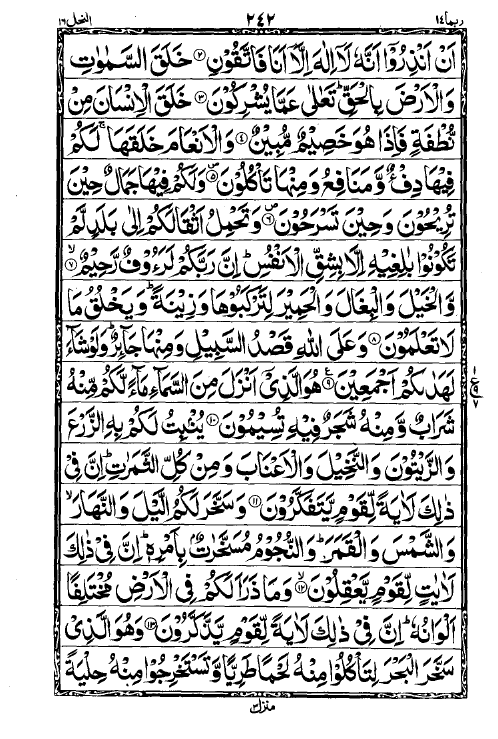 ربما ١٤ ٢٤٢ النحل ١٦
اَنْ اَنْذِرُوْۤا اَنَّهٗ لَاۤ اِلٰهَ اِلَّاۤ اَنَا فَاتَّقُوْنِ ﴿٢﴾ خَلَقَ السَّمٰوٰتِ
وَالْاَرْضَ بِالْحَقِّ ؕ تَعٰلٰى عَمَّا يُشْرِكُوْنَ ﴿٣﴾ خَلَقَ الْاِنْسَانَ مِنْ
نُّطْفَةٍ فَاِذَا هُوَ خَصِيْمٌ مُّبِيْنٌ ﴿٤﴾ وَالْاَنْعَامَ خَلَقَهَا ۚ لَكُمْ
فِيْهَا دِفْءٌ وَّمَنَافِعُ وَمِنْهَا تَاْكُلُوْنَ ﴿٥﴾ وَلَكُمْ فِيْهَا جَمَالٌ حِيْنَ
تُرِيْحُوْنَ وَحِيْنَ تَسْرَحُوْنَ ﴿٦﴾ وَتَحْمِلُ اَثْقَالَكُمْ اِلٰى بَلَدٍ لَّمْ
تَكُوْنُوْا بٰلِغِيْهِ اِلَّا بِشِقِّ الْاَنْفُسِ ؕ اِنَّ رَبَّكُمْ لَرَءُوْفٌ رَّحِيْمٌ ﴿٧﴾
وَّالْخَيْلَ وَالْبِغَالَ وَالْحَمِيْرَ لِتَرْكَبُوْهَا وَزِيْنَةً ؕ وَيَخْلُقُ مَا
لَا تَعْلَمُوْنَ ﴿٨﴾ وَعَلَى اللّٰهِ قَصْدُ السَّبِيْلِ وَمِنْهَا جَآئِرٌ ؕ وَلَوْ شَآءَ
لَهَدٰىكُمْ اَجْمَعِيْنَ ﴿٩﴾ هُوَ الَّذِيْۤ اَنْزَلَ مِنَ السَّمَآءِ مَآءً لَّكُمْ مِّنْهُ
شَرَابٌ وَّمِنْهُ شَجَرٌ فِيْهِ تُسِيْمُوْنَ ﴿١٠﴾ يُنْۢبِتُ لَكُمْ بِهِ الزَّرْعَ
وَالزَّيْتُوْنَ وَالنَّخِيْلَ وَالْاَعْنَابَ وَمِنْ كُلِّ الثَّمَرٰتِ ؕ اِنَّ فِيْ
ذٰلِكَ لَاٰيَةً لِّقَوْمٍ يَّتَفَكَّرُوْنَ ﴿١١﴾ وَسَخَّرَ لَكُمُ الَّيْلَ وَالنَّهَارَ ۙ
وَالشَّمْسَ وَالْقَمَرَ ؕ وَالنُّجُوْمُ مُسَخَّرٰتٌۢ بِاَمْرِهٖ ؕ اِنَّ فِيْ ذٰلِكَ
لَاٰيٰتٍ لِّقَوْمٍ يَّعْقِلُوْنَ ﴿١٢﴾ وَمَا ذَرَاَ لَكُمْ فِي الْاَرْضِ مُخْتَلِفًا
اَلْوَانُهٗ ؕ اِنَّ فِيْ ذٰلِكَ لَاٰيَةً لِّقَوْمٍ يَّذَّكَّرُوْنَ ﴿١٣﴾ وَهُوَ الَّذِيْ
سَخَّرَ الْبَحْرَ لِتَاْكُلُوْا مِنْهُ لَحْمًا طَرِيًّا وَّتَسْتَخْرِجُوْا مِنْهُ حِلْيَةً
منزل ٣